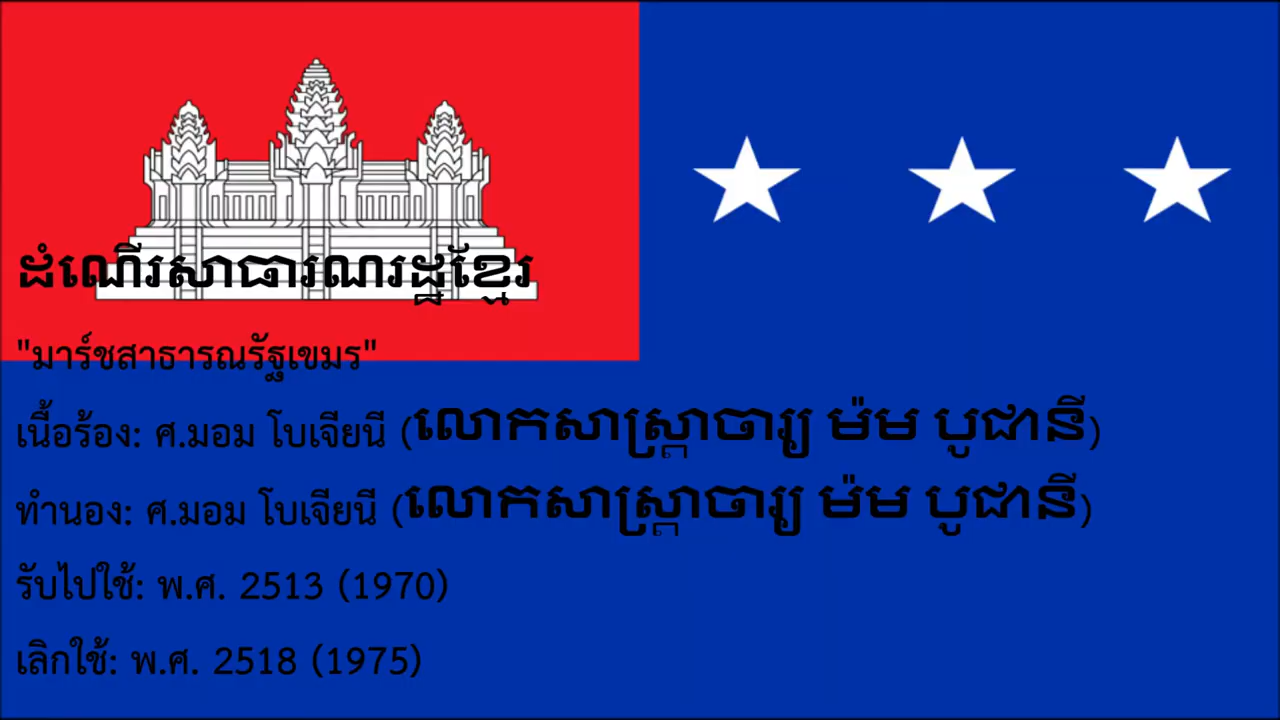 ដំណើរសាធារណរដ្ឋខ្មែរ
"มาร์ชสาธารณรัฐเขมร"
เนื้อร้อง: ศ.มอม โบเจียนี (លោកសាស្ត្រាចារ្យ ម៉ម បូជានី)
ทำนอง: ศ.มอม โบเจียนี (លោកសាស្ត្រាចារ្យ ម៉ម បូជានី)
รับไปใช้: พ.ศ. 2513 (1970)
เลิกใช้: พ.ศ. 2518 (1975)